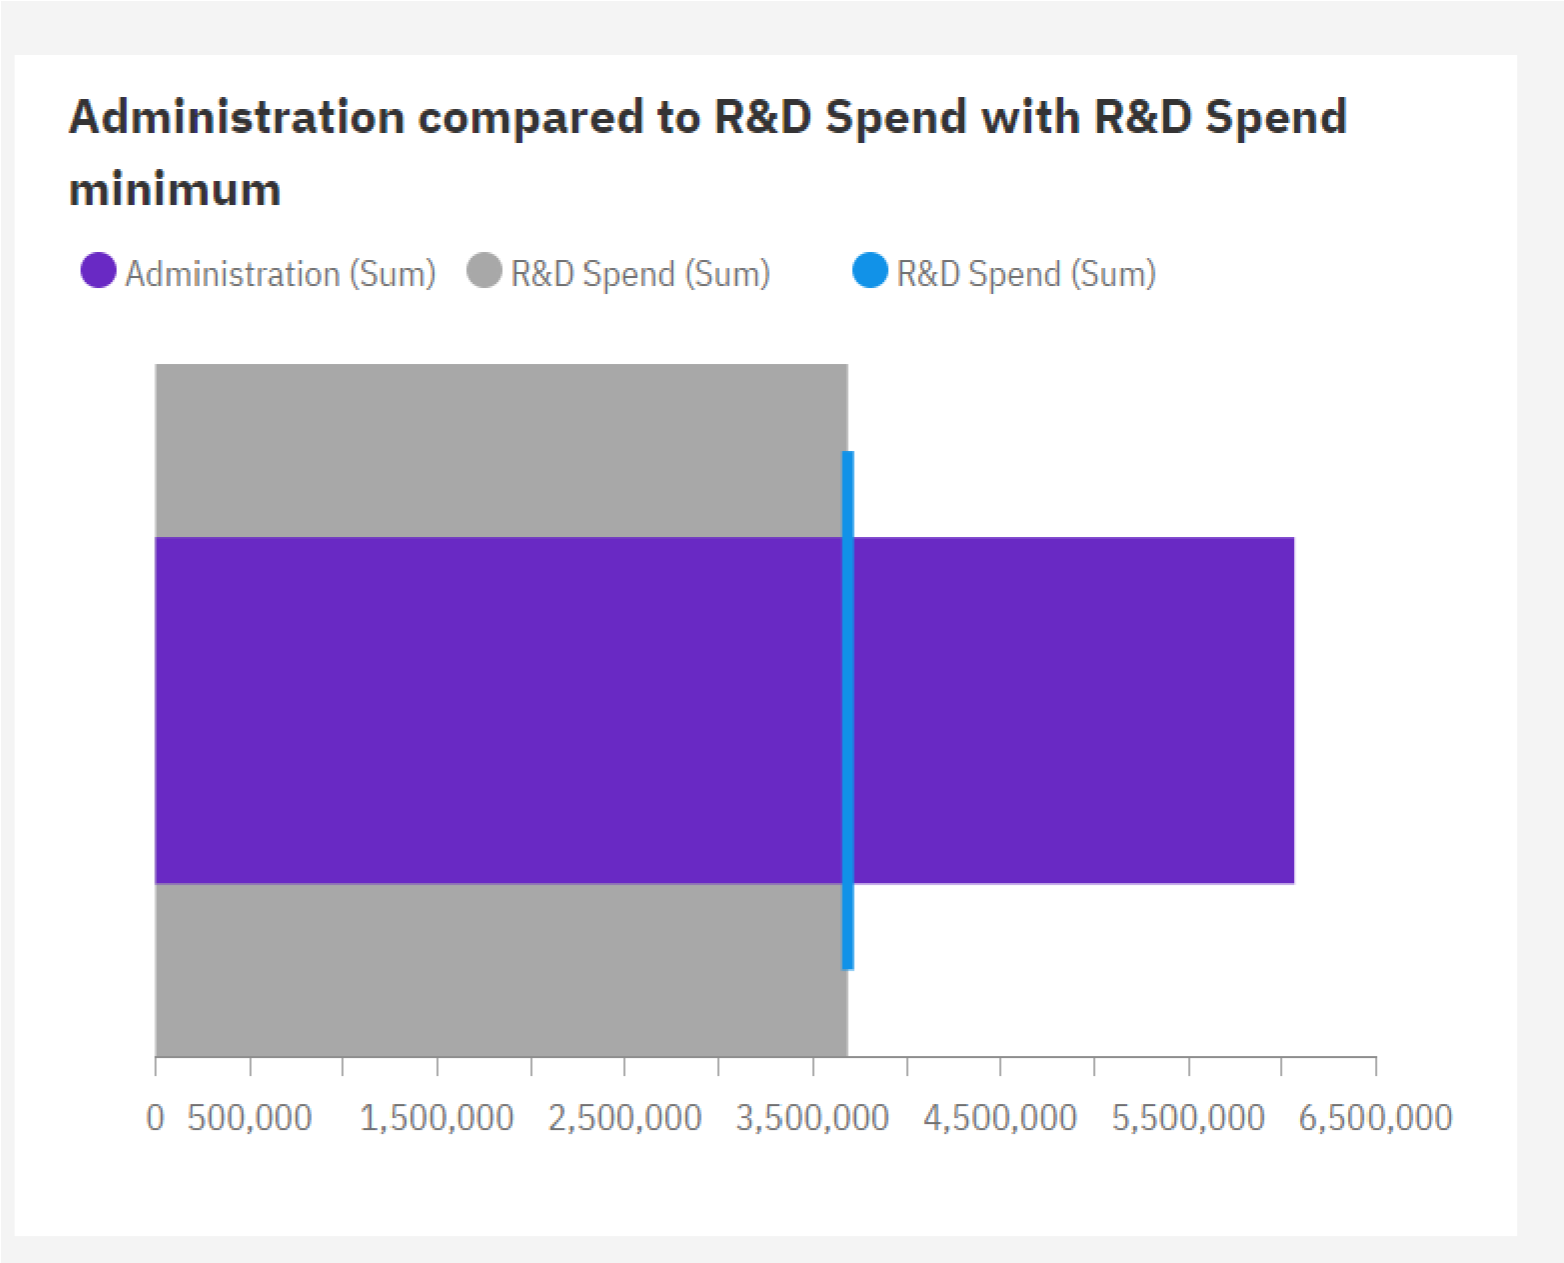 Administration compared to R&D Spend with R&D Spend
minimum
Administration (Sum) R&D Spend (Sum) R&D Spend (Sum)
0 500,000 1,500,000 2,500,000 3,500,000 4,500,000 5,500,000 6,500,000